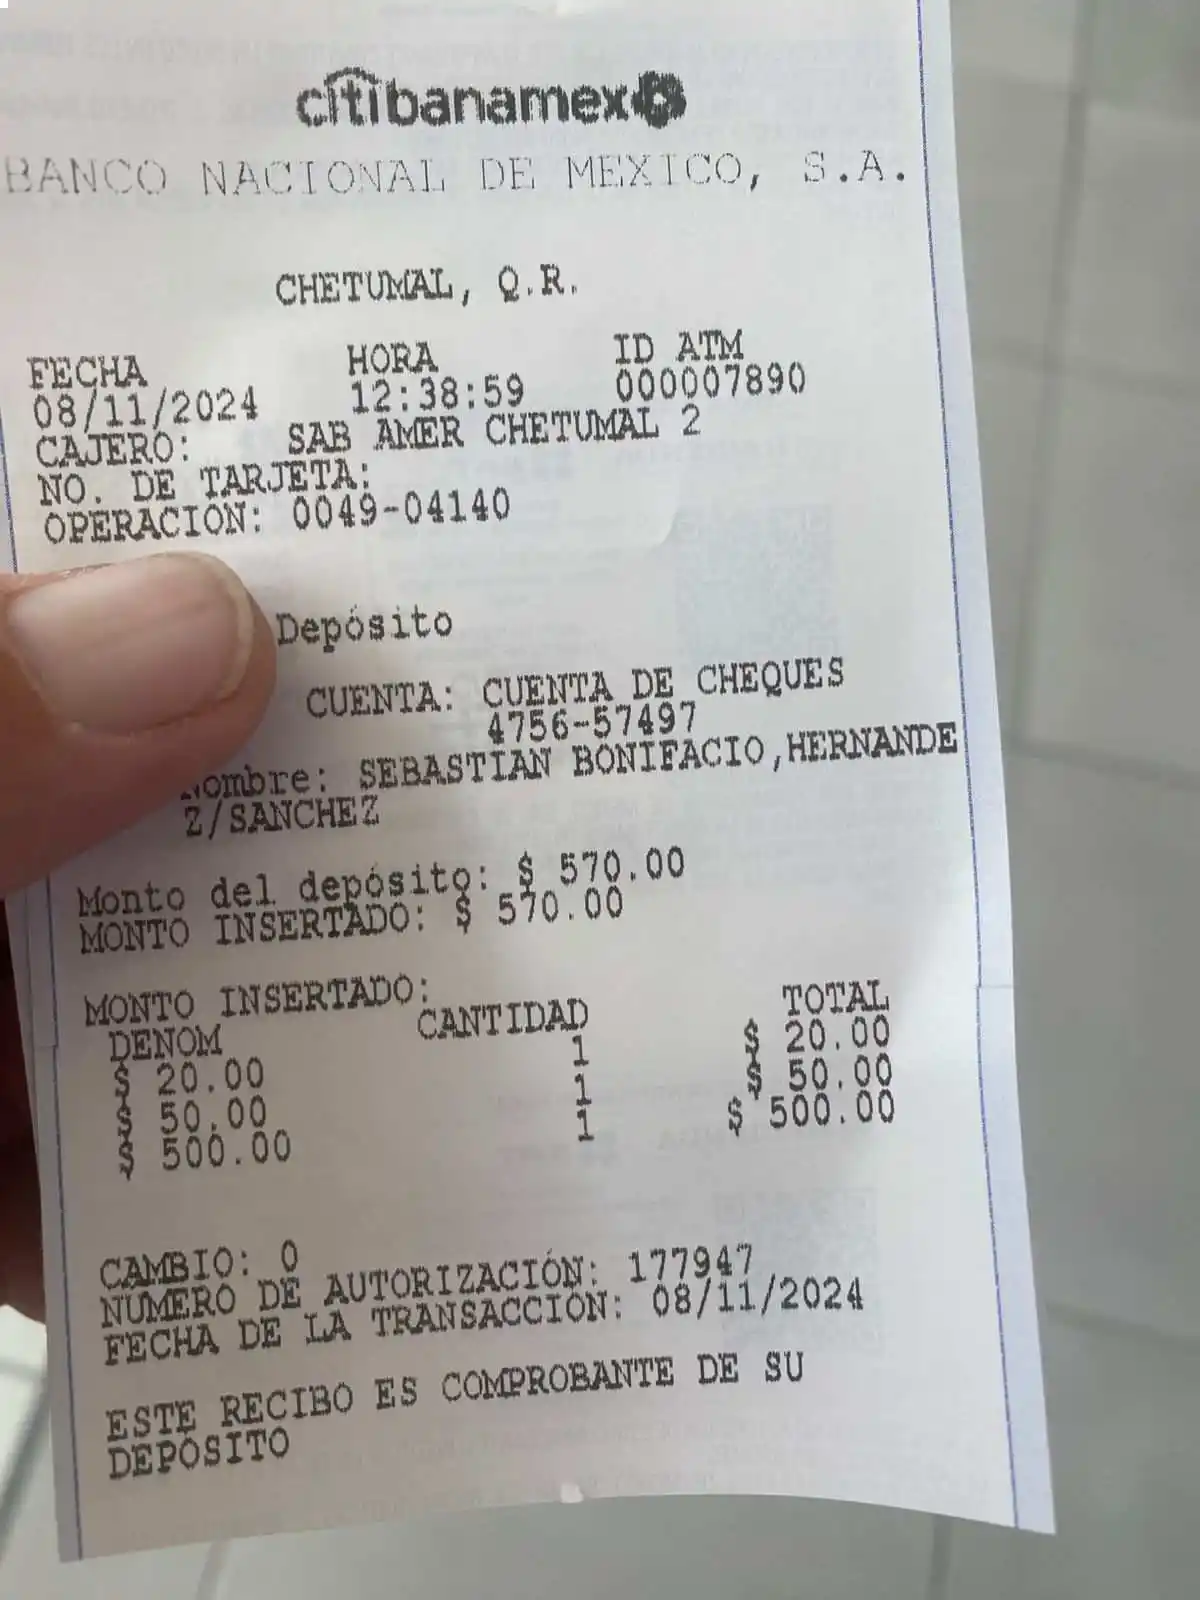 citibanamex
BANCO NACIONAL DE MEXICO, S.A.
CHETUMAL, Q.R.
FECHA HORA ID ATM
08/11/2024 12:38:59 000007890
CAJERO: SAB AMER CHETUMAL 2
NO. DE TARJETA:
OPERACION: 0049-04140
Depósito
CUENTA: CUENTA DE CHEQUES
4756-57497
Nombre: SEBASTIAN BONIFACIO,HERNANDE
Z/SANCHEZ
Monto del depósito: $ 570.00
MONTO INSERTADO: $ 570.00
MONTO INSERTADO:
DENOM CANTIDAD TOTAL
$ 20.00 1 $ 20.00
$ 50.00 1 $ 50.00
$ 500.00 1 $ 500.00
CAMBIO: 0
NUMERO DE AUTORIZACIÓN: 177947
FECHA DE LA TRANSACCIÓN: 08/11/2024
ESTE RECIBO ES COMPROBANTE DE SU
DEPÓSITO